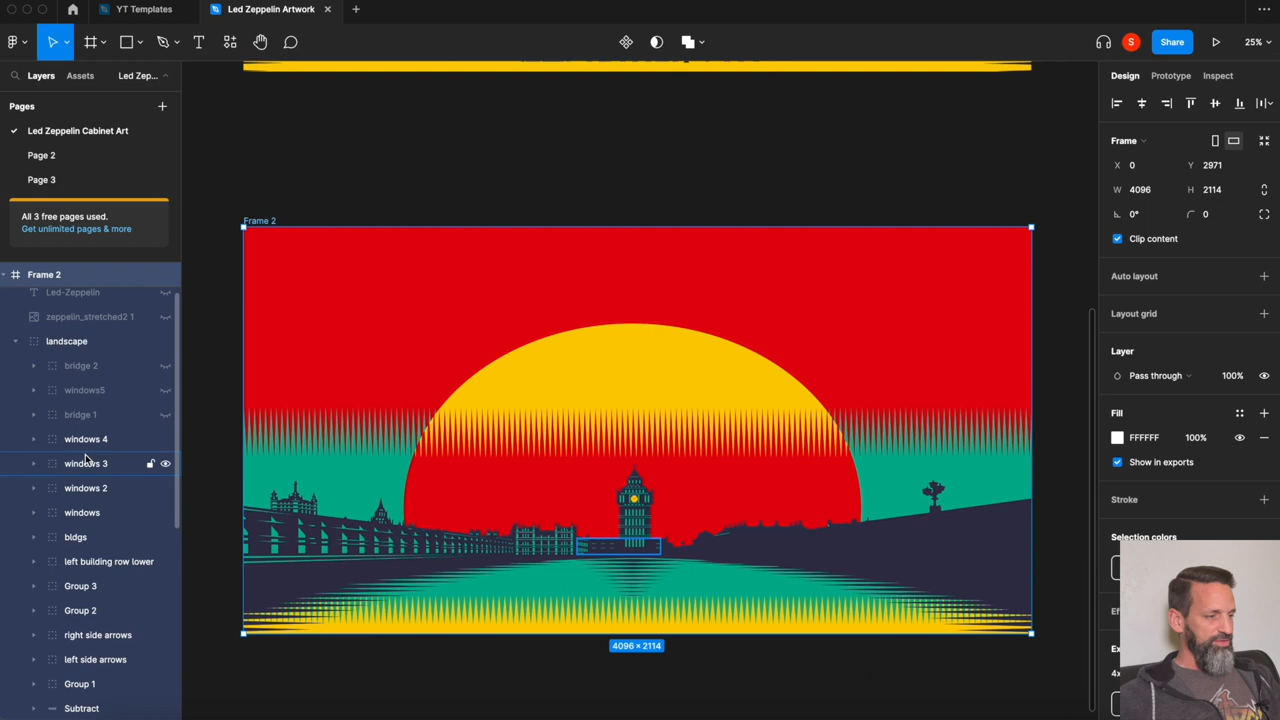 YT Templates
Led Zeppelin Artwork
S
Share
25%
Layers
Assets
Led Zep...
Pages
Led Zeppelin Cabinet Art
Page 2
Page 3
All 3 free pages used.
Get unlimited pages & more
Frame 2
Led-Zeppelin
zeppelin_stretched2 1
landscape
bridge 2
windows5
bridge 1
windows 4
windows 3
windows 2
windows
bldgs
left building row lower
Group 3
Group 2
right side arrows
left side arrows
Group 1
Subtract
Frame 2
4096 × 2114
Design
Prototype
Inspect
Frame
X 0 Y 2971
W 4096 H 2114
0° 0
Clip content
Auto layout
Layout grid
Layer
Pass through 100%
Fill
FFFFFF 100%
Show in exports
Stroke
Selection colors